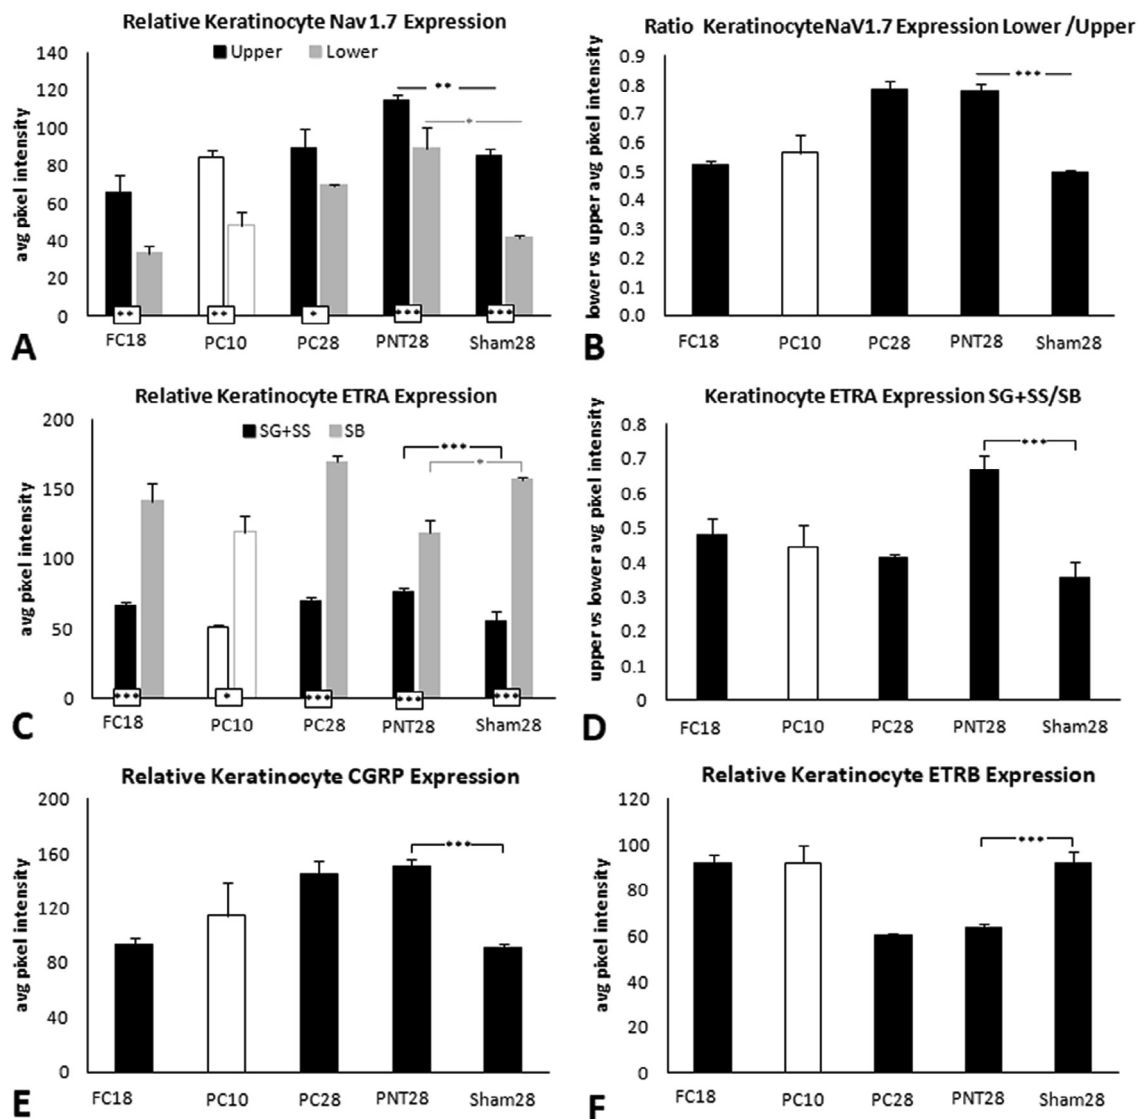 Relative Keratinocyte Nav1.7 Expression
Upper Lower
avg pixel intensity
140
120
100
80
60
40
20
0
** *
** ** * *** ***
FC18 PC10 PC28 PNT28 Sham28
A
Ratio KeratinocyteNaV1.7 Expression Lower /Upper
lower vs upper avg pixel intensity
0.9
0.8
0.7
0.6
0.5
0.4
0.3
0.2
0.1
0.0
***
FC18 PC10 PC28 PNT28 Sham28
B
Relative Keratinocyte ETRA Expression
SG+SS SB
avg pixel intensity
200
150
100
50
0
***
*
*** * *** *** ***
FC18 PC10 PC28 PNT28 Sham28
C
Keratinocyte ETRA Expression SG+SS/SB
upper vs lower avg pixel intensity
0.8
0.7
0.6
0.5
0.4
0.3
0.2
0.1
0
***
FC18 PC10 PC28 PNT28 Sham28
D
Relative Keratinocyte CGRP Expression
avg pixel intensity
200
160
120
80
40
0
***
FC18 PC10 PC28 PNT28 Sham28
E
Relative Keratinocyte ETRB Expression
avg pixel intensity
120
100
80
60
40
20
0
***
FC18 PC10 PC28 PNT28 Sham28
F